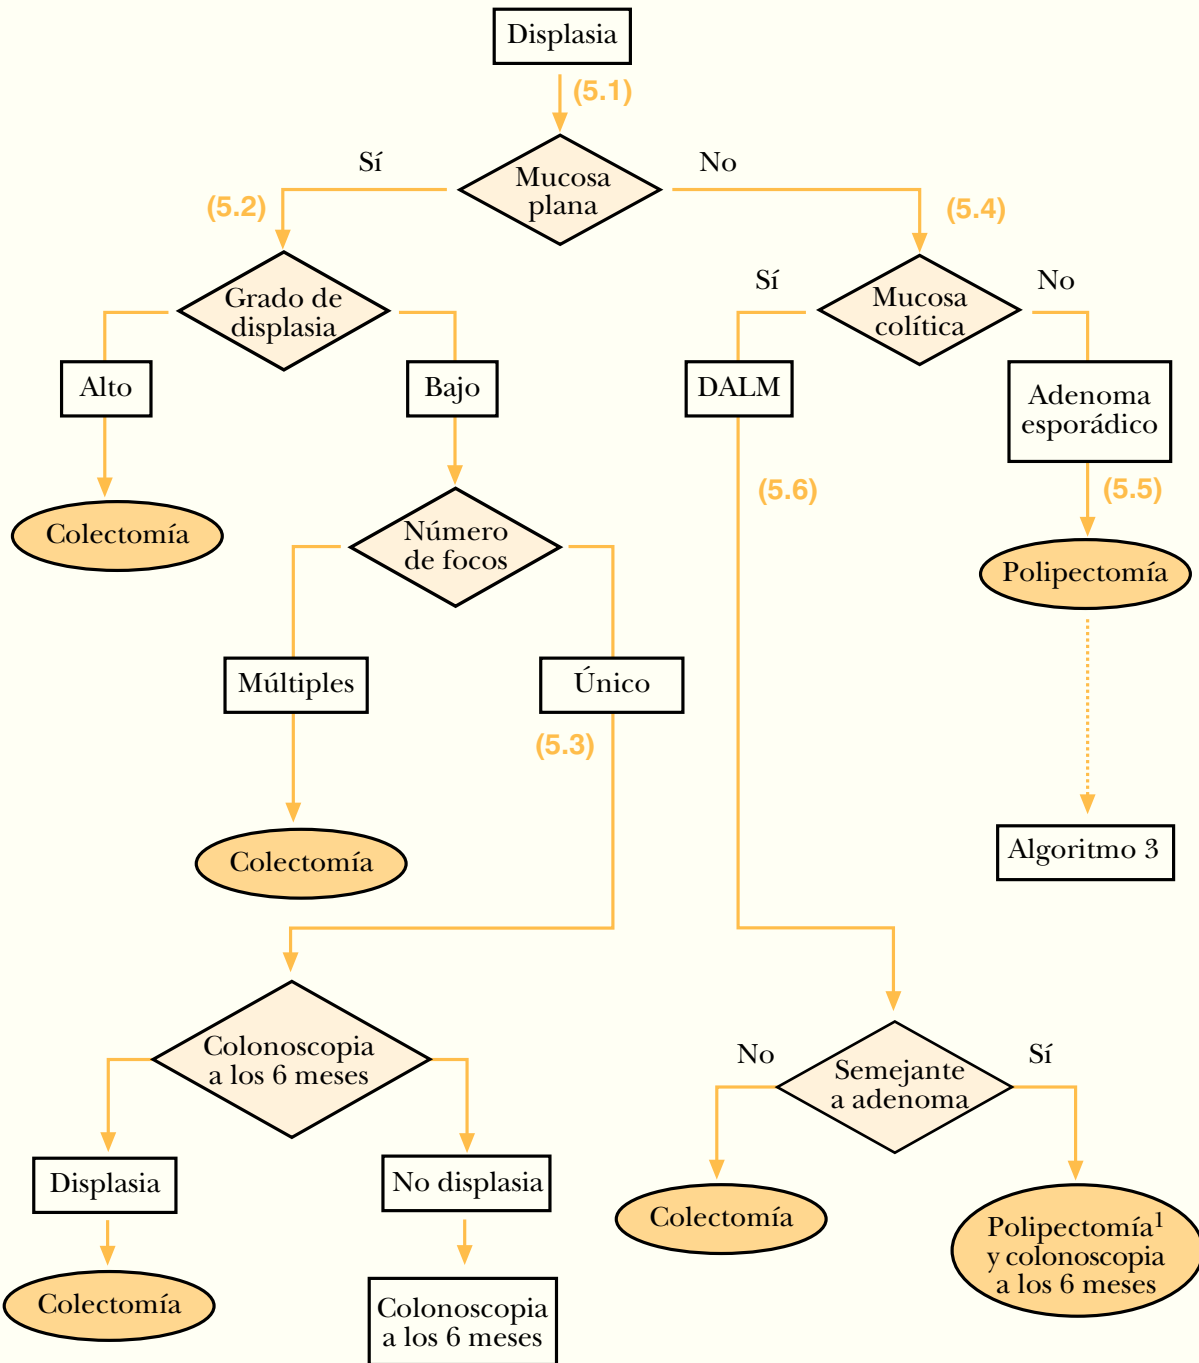 Displasia
(5.1)
Sí
No
Mucosa
plana
(5.2)
(5.4)
Grado de
displasia
Sí
No
Mucosa
colítica
Alto
Bajo
DALM
Adenoma
esporádico
(5.6)
(5.5)
Colectomía
Número
de focos
Polipectomía
Múltiples
Único
(5.3)
Colectomía
Algoritmo 3
Colonoscopia
a los 6 meses
No
Sí
Semejante
a adenoma
Displasia
No displasia
Colectomía
Polipectomía¹
y colonoscopia
a los 6 meses
Colectomía
Colonoscopia
a los 6 meses